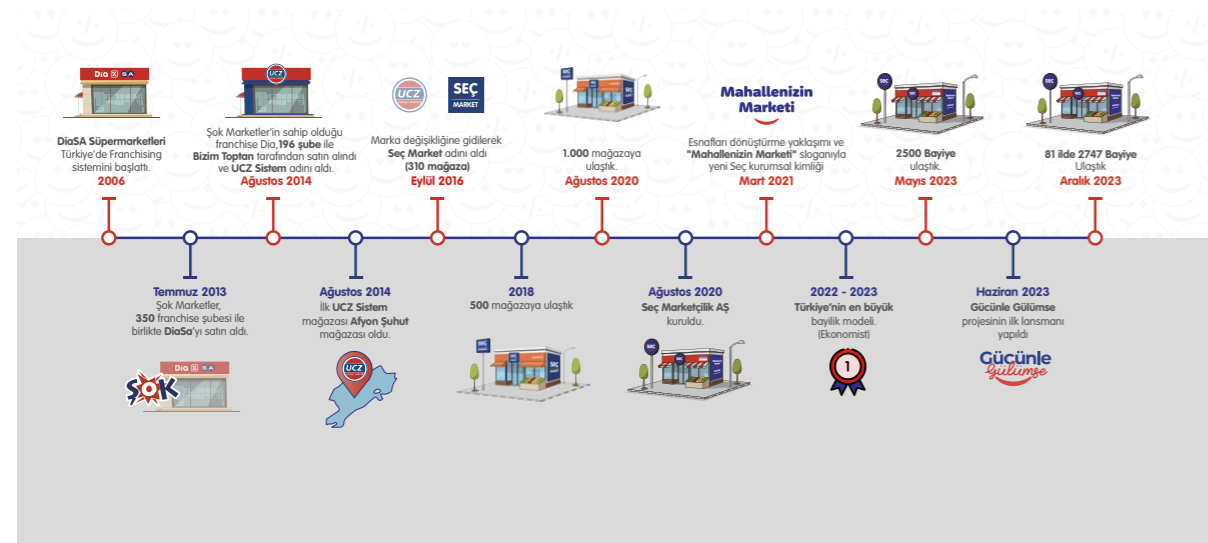 DiaSA
UCZ
UCZ
SEÇ
MARKET
SEÇ
SEÇ
Mahallenizin
Marketi
SEÇ
SEÇ
DiaSA Süpermarketleri
Türkiye'de Franchising
sistemini başlattı.
2006
Şok Marketler'in sahip olduğu
franchise Dia,196 şube ile
Bizim Toptan tarafından satın alındı
ve UCZ Sistem adını aldı.
Ağustos 2014
Marka değişikliğine gidilerek
Seç Market adını aldı
(310 mağaza)
Eylül 2016
1.000 mağazaya
ulaştık.
Ağustos 2020
Esnafları dönüştürme yaklaşımı ve
"Mahallenizin Marketi" sloganıyla
yeni Seç kurumsal kimliği
Mart 2021
2500 Bayiye
ulaştık.
Mayıs 2023
81 ilde 2747 Bayiye
Ulaştık
Aralık 2023
Temmuz 2013
Şok Marketler,
350 franchise şubesi ile
birlikte DiaSa'yı satın aldı.
ŞOK
DiaSA
Ağustos 2014
İlk UCZ Sistem
mağazası Afyon Şuhut
mağazası oldu.
UCZ
2018
500 mağazaya ulaştık
SEÇ
SEÇ
Ağustos 2020
Seç Marketçilik AŞ
kuruldu.
SEÇ
2022 - 2023
Türkiye'nin en büyük
bayilik modeli.
(Ekonomist)
1
Haziran 2023
Gücünle Gülümse
projesinin ilk lansmanı
yapıldı
Gücünle
Gülümse